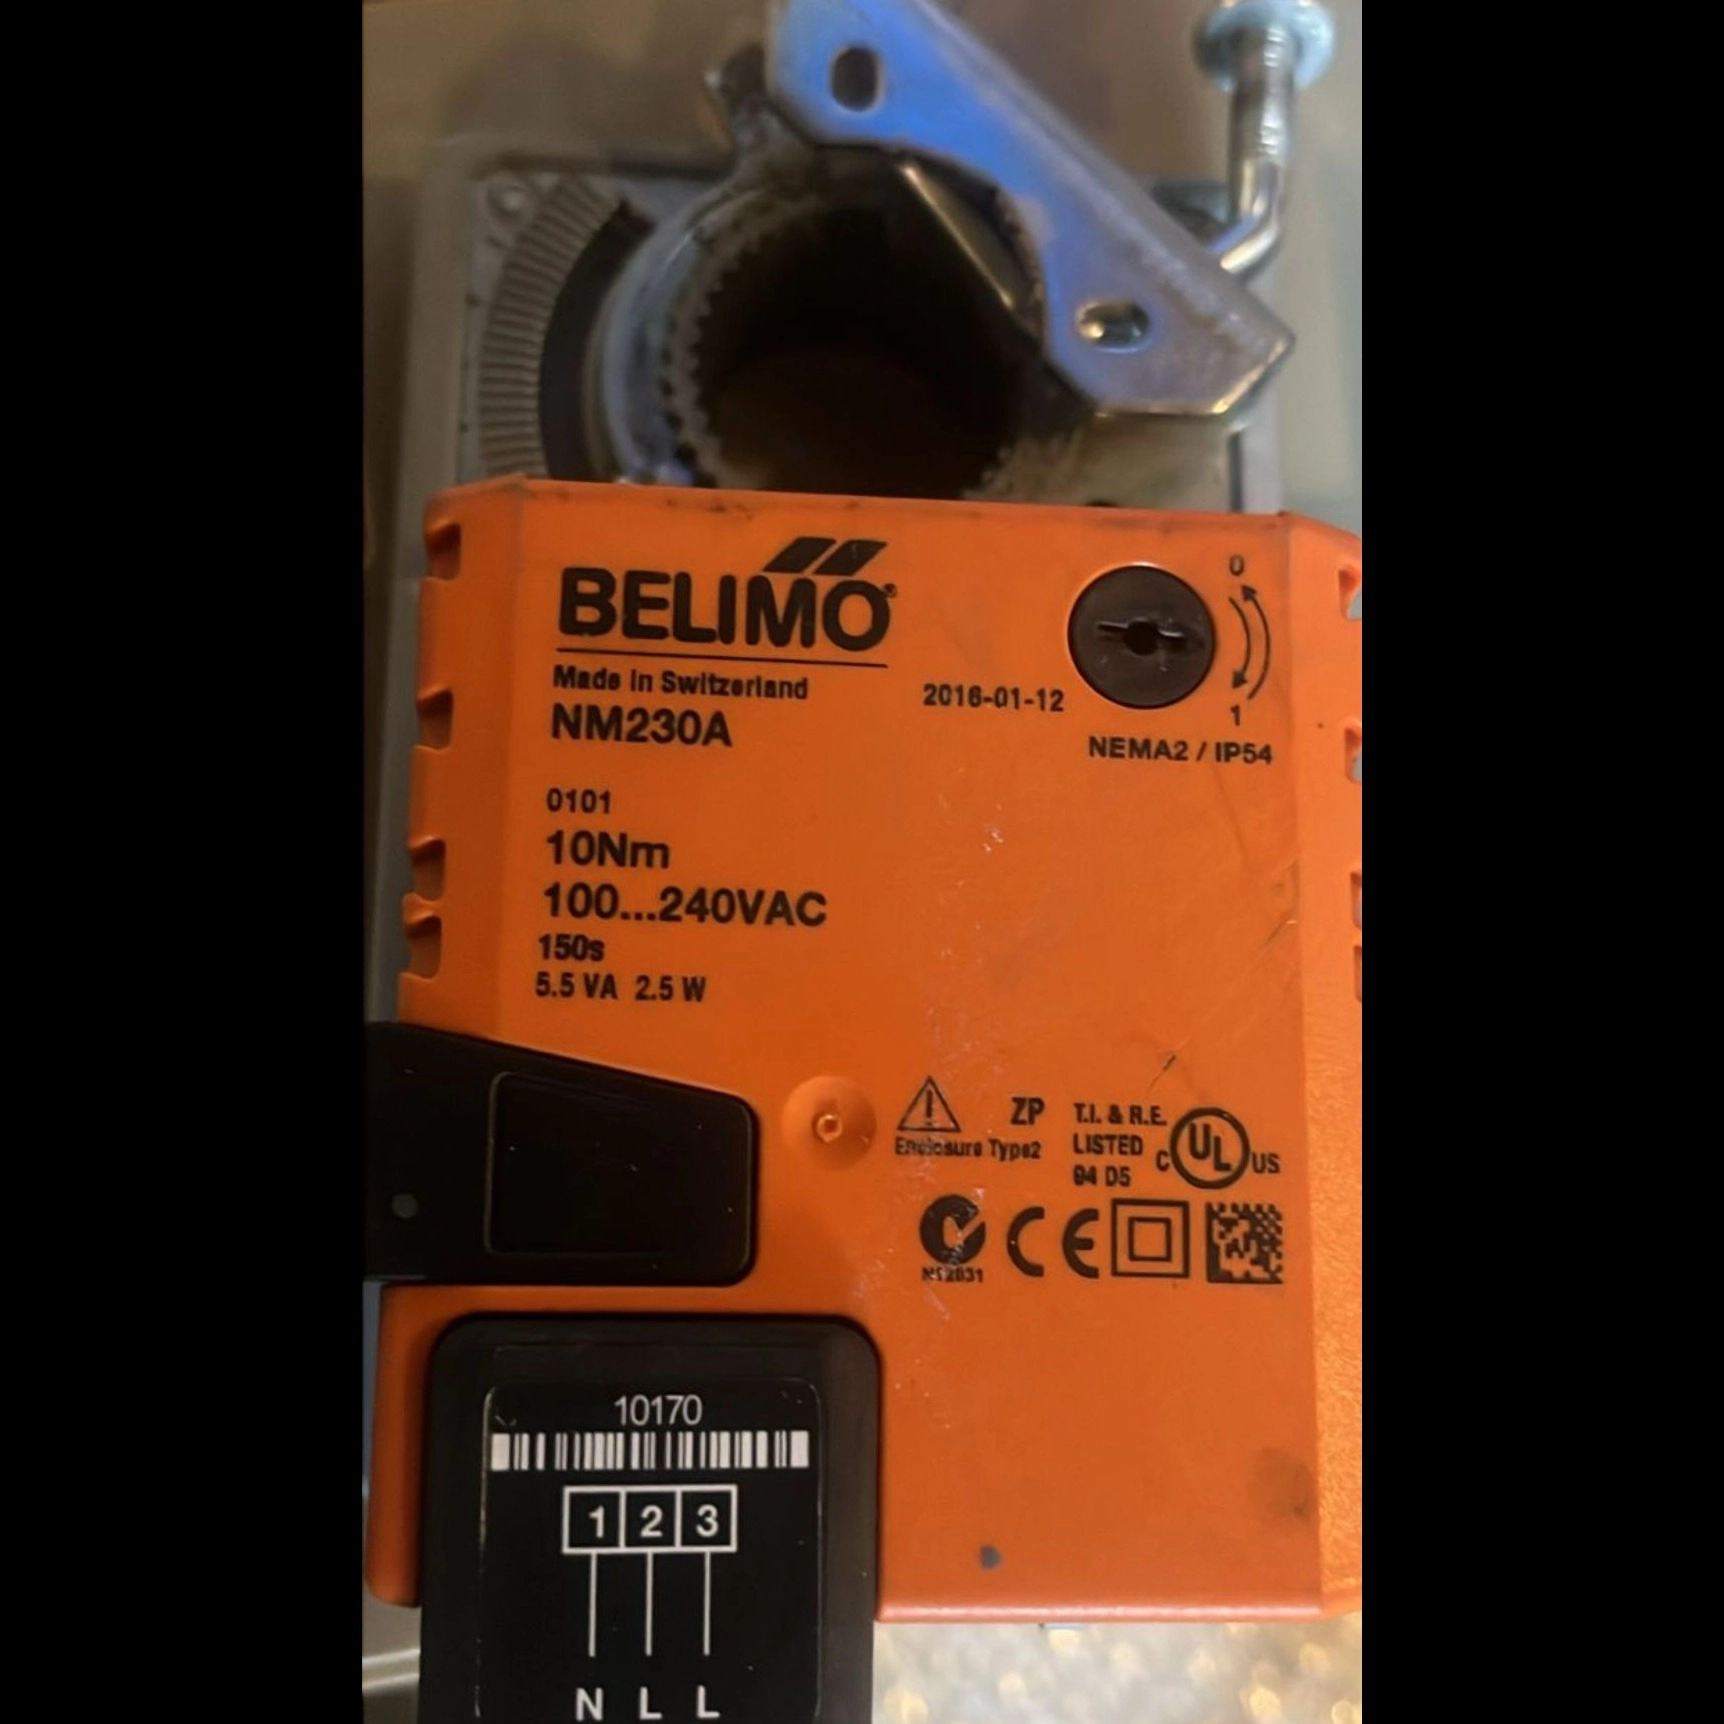 BELIMO®
Made in Switzerland
NM230A
2016-01-12
0
1
NEMA2 / IP54
0101
10Nm
100...240VAC
150s
5.5 VA 2.5 W
ZP
Enclosure Type2
T.I. & R.E.
LISTED
94 D5
C UL US
N12031
CE
10170
1 2 3
N L L